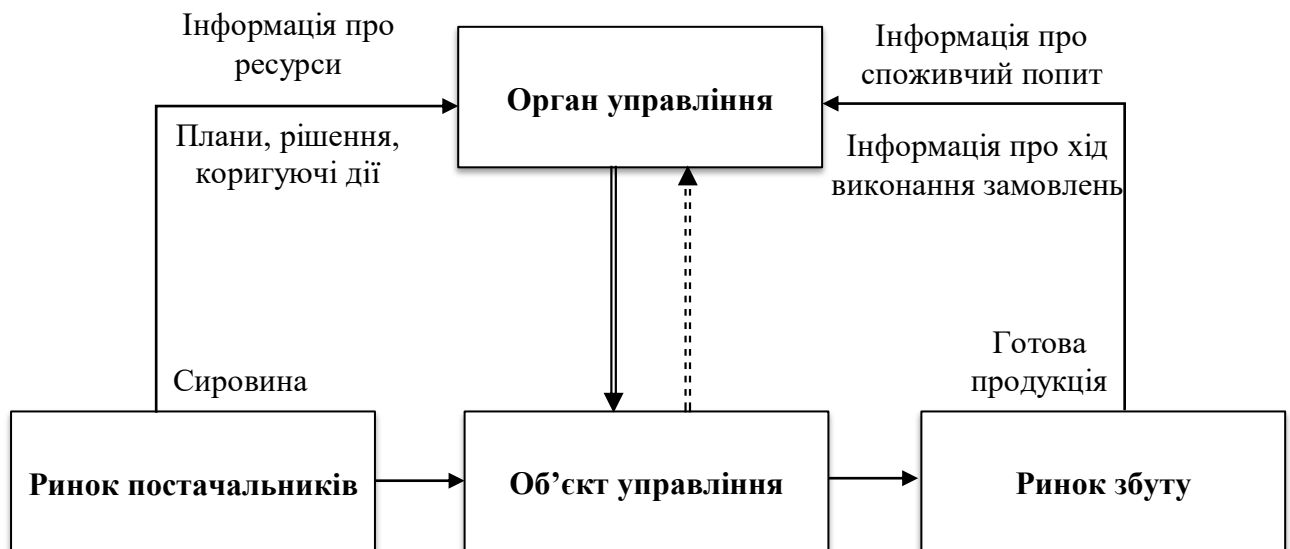 Інформація про
ресурси
Інформація про
споживчий попит
Орган управління
Плани, рішення,
коригуючі дії
Інформація про хід
виконання замовлень
Сировина
Готова
продукція
Ринок постачальників
Об’єкт управління
Ринок збуту